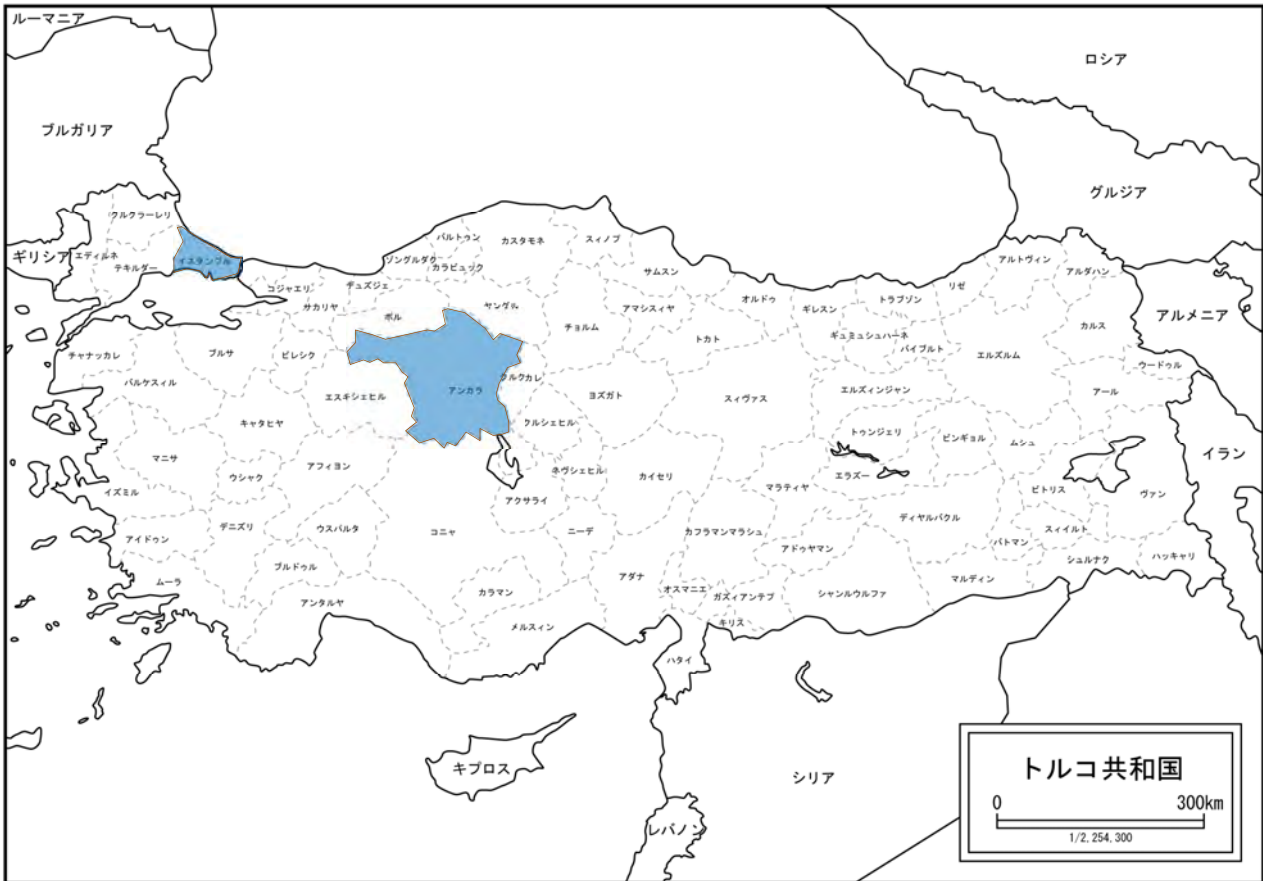 ルーマニア
ロシア
ブルガリア
グルジア
クルクラーレリ
バルトゥン
カスタモネ
スィノプ
ギリシア
エディルネ
テキルダー
イスタンブル
ゾングルダク
カラビュック
サムスン
アルトヴィン
アルダハン
コジャエリ
デュズジェ
サカリヤ
ボル
ヤングル
アマシスィヤ
オルドゥ
ギレスン
トラブゾン
リゼ
アルメニア
チョルム
トカト
ギュミュシュハーネ
バイブルト
カルス
エルズルム
チャナッカレ
ブルサ
ビレシク
ウードゥル
バルケスィル
エスキシェヒル
アンカラ
クルクカレ
ヨズガト
スィヴァス
エルズィンジャン
アール
キャタヒヤ
クルシェヒル
トゥンジェリ
ビンギョル
ムシュ
イラン
マニサ
ウシャク
アフィヨン
ネヴシェヒル
カイセリ
マラティヤ
エラズー
ビトリス
ヴァン
イズミル
アクサライ
デニズリ
ウスパルタ
コニャ
ニーデ
カフラマンマラシュ
ディヤルバクル
スィイルト
アイドゥン
アドゥヤマン
バトマン
シュルナク
ハッキャリ
ムーラ
ブルドゥル
カラマン
アダナ
オスマニエ
ガズィアンテプ
シャンルウルファ
マルディン
アンタルヤ
メルスィン
キリス
ハタイ
キプロス
シリア
レバノン
トルコ共和国
0 300km
1/2,254,300